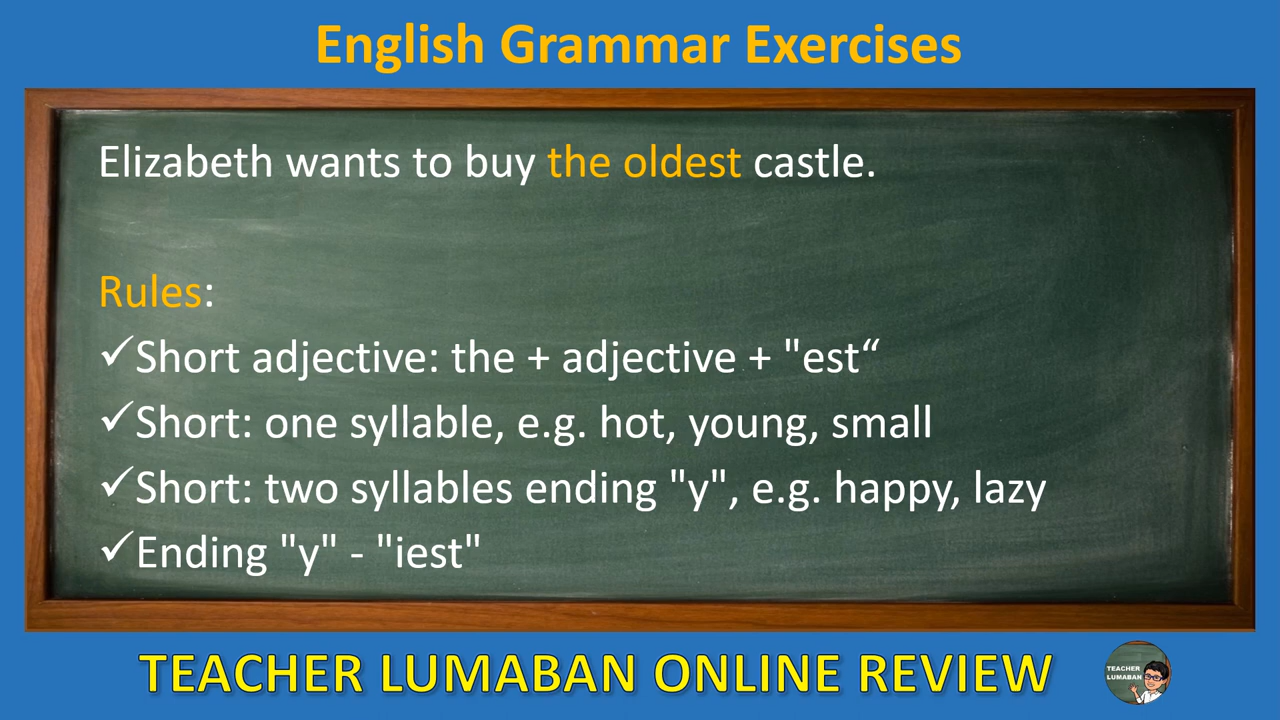 English Grammar Exercises
Elizabeth wants to buy the oldest castle.
Rules:
✓Short adjective: the + adjective + "est“
✓Short: one syllable, e.g. hot, young, small
✓Short: two syllables ending "y", e.g. happy, lazy
✓Ending "y" - "iest"
TEACHER LUMABAN ONLINE REVIEW
TEACHER
LUMABAN